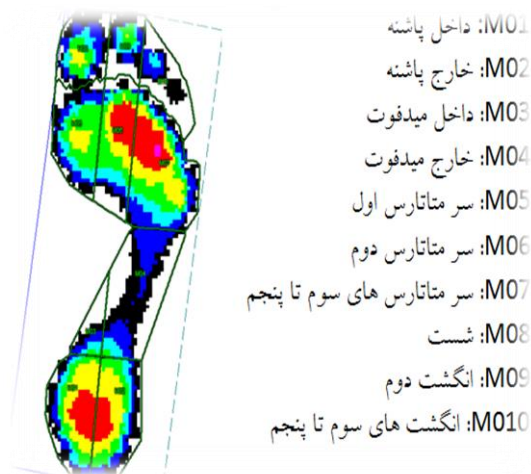 M01: داخل پاشنه
M02: خارج پاشنه
M03: داخل میدفوت
M04: خارج میدفوت
M05: سر متاتارس اول
M06: سر متاتارس دوم
M07: سر متاتارس های سوم تا پنجم
M08: شست
M09: انگشت دوم
M010: انگشت های سوم تا پنجم